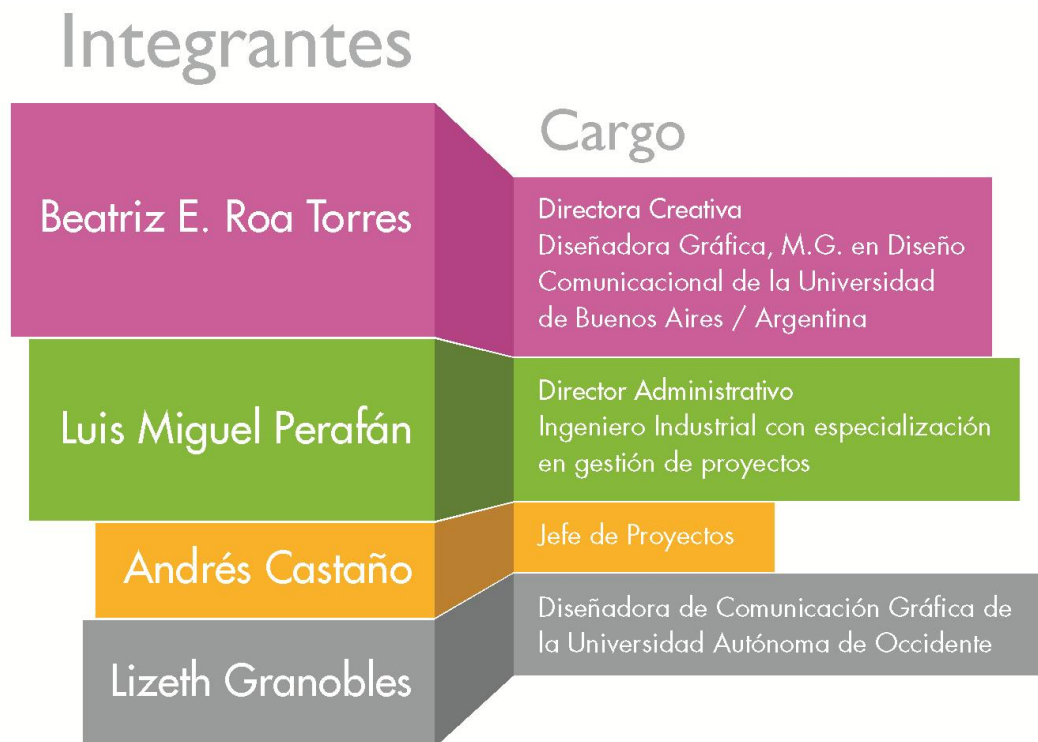 Integrantes
Cargo
Beatriz E. Roa Torres
Directora Creativa
Diseñadora Gráfica, M.G. en Diseño
Comunicacional de la Universidad
de Buenos Aires / Argentina
Luis Miguel Perafán
Director Administrativo
Ingeniero Industrial con especialización
en gestión de proyectos
Andrés Castaño
Jefe de Proyectos
Lizeth Granobles
Diseñadora de Comunicación Gráfica de
la Universidad Autónoma de Occidente